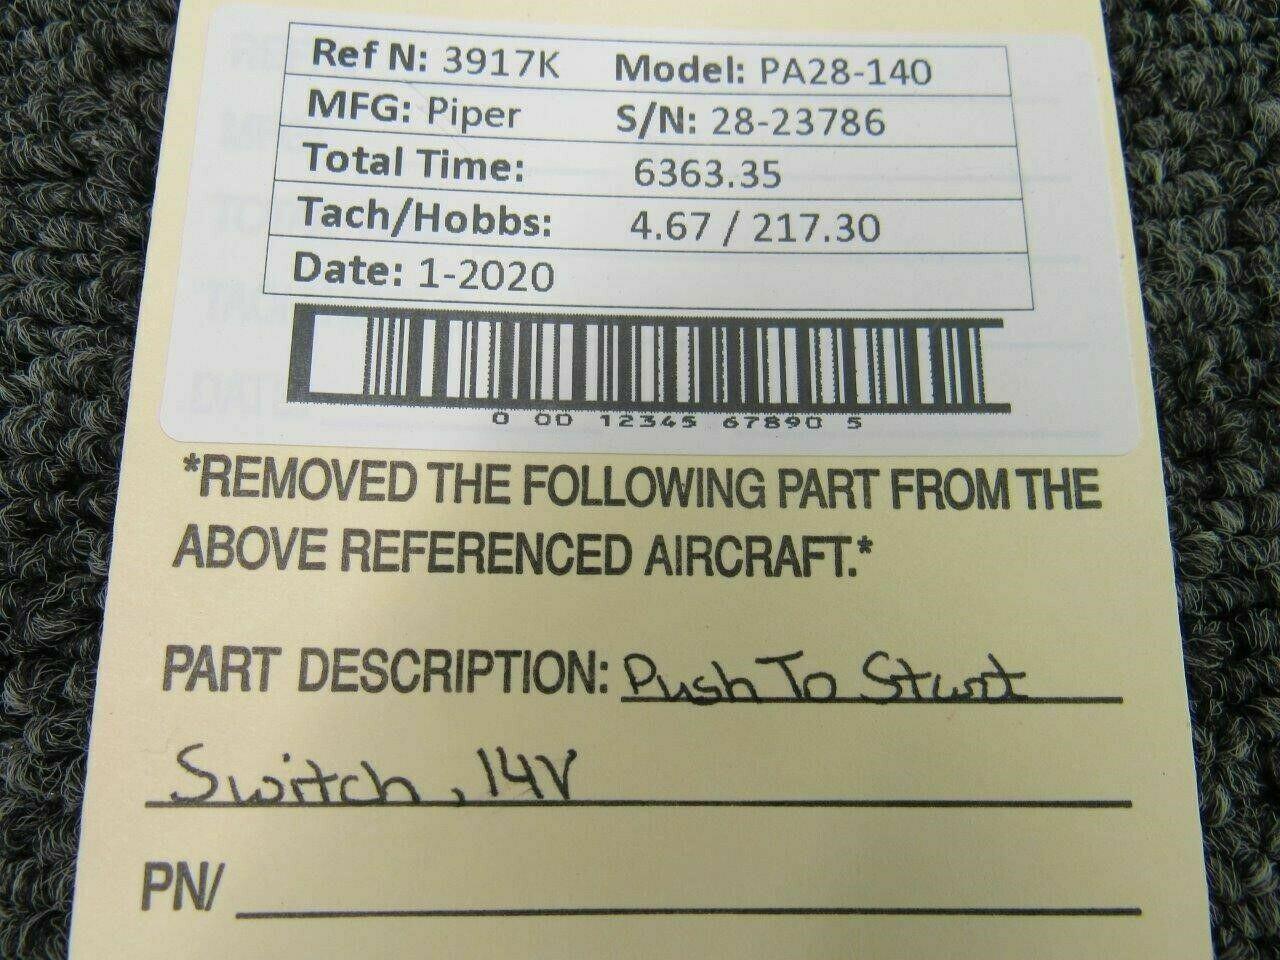 Ref N: 3917K Model: PA28-140
MFG: Piper S/N: 28-23786
Total Time: 6363.35
Tach/Hobbs: 4.67 / 217.30
Date: 1-2020
0 00 12345 67890 5
*REMOVED THE FOLLOWING PART FROM THE
ABOVE REFERENCED AIRCRAFT.*
PART DESCRIPTION: Push To Start
Switch, 14V
PN/